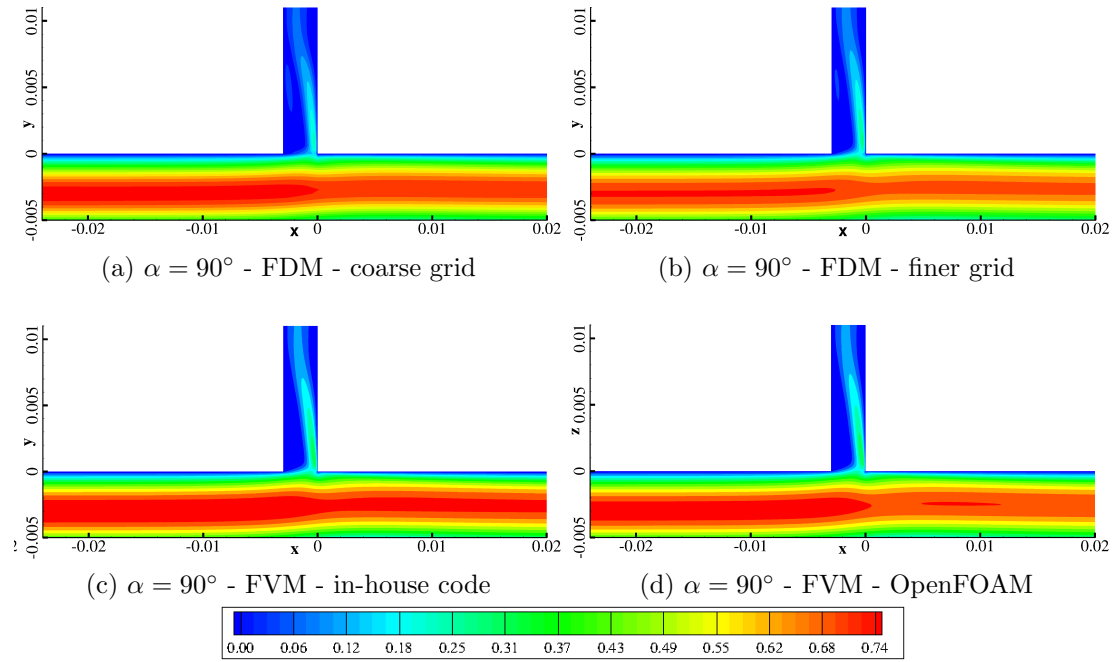 0.01
0.005
y
0
-0.005
-0.02
-0.01
x
0
0.01
0.02
(a) α = 90° - FDM - coarse grid
0.01
0.005
y
0
-0.005
-0.02
-0.01
x
0
0.01
0.02
(b) α = 90° - FDM - finer grid
0.01
0.005
y
0
-0.005
-0.02
-0.01
x
0
0.01
0.02
(c) α = 90° - FVM - in-house code
0.01
0.005
z
0
-0.005
-0.02
-0.01
x
0
0.01
0.02
(d) α = 90° - FVM - OpenFOAM
0.00 0.06 0.12 0.18 0.25 0.31 0.37 0.43 0.49 0.55 0.62 0.68 0.74